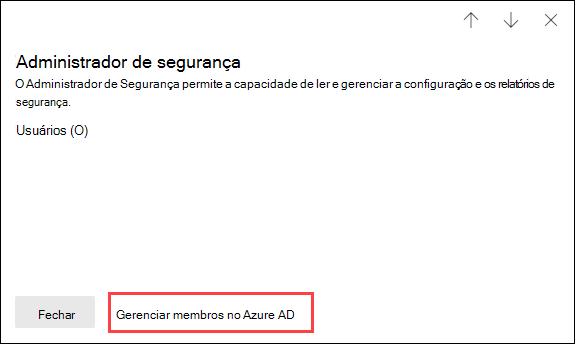 Administrador de segurança
O Administrador de Segurança permite a capacidade de ler e gerenciar a configuração e os relatórios de
segurança.
Usuários (O)
Fechar
Gerenciar membros no Azure AD